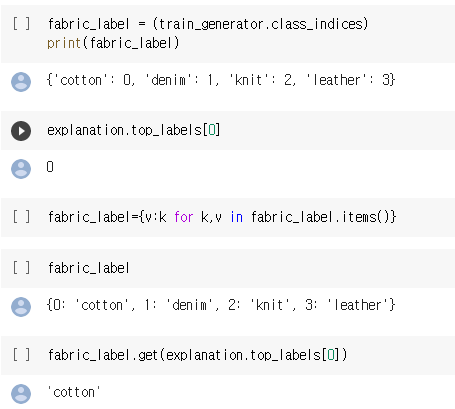 [ ] fabric_label = (train_generator.class_indices)
print(fabric_label)
{'cotton': 0, 'denim': 1, 'knit': 2, 'leather': 3}
explanation.top_labels[0]
0
[ ] fabric_label={v:k for k,v in fabric_label.items()}
[ ] fabric_label
{0: 'cotton', 1: 'denim', 2: 'knit', 3: 'leather'}
[ ] fabric_label.get(explanation.top_labels[0])
'cotton'